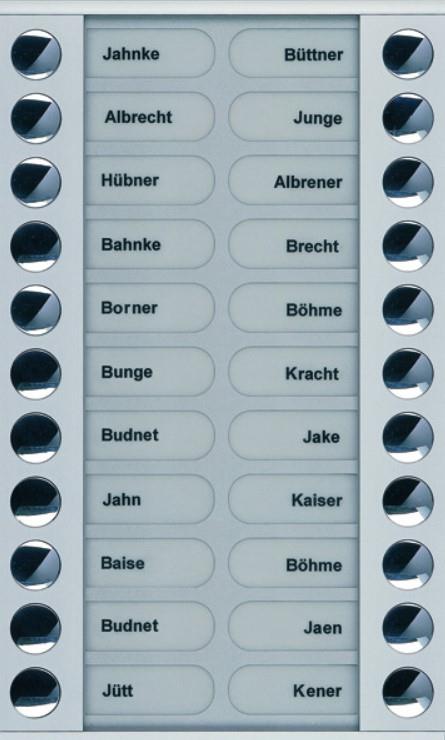 Jahnke
Büttner
Albrecht
Junge
Hübner
Albrener
Bahnke
Brecht
Borner
Böhme
Bunge
Kracht
Budnet
Jake
Jahn
Kaiser
Baise
Böhme
Budnet
Jaen
Jütt
Kener